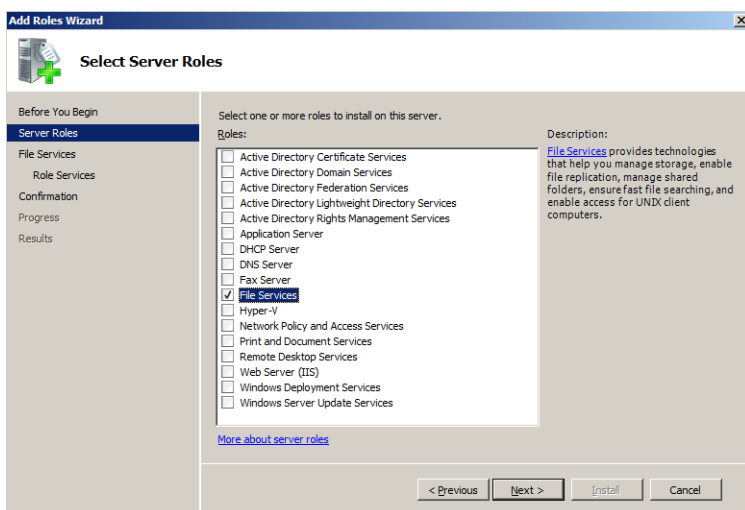 Add Roles Wizard
Select Server Roles
Before You Begin
Server Roles
File Services
Role Services
Confirmation
Progress
Results
Select one or more roles to install on this server.
Roles:
Active Directory Certificate Services
Active Directory Domain Services
Active Directory Federation Services
Active Directory Lightweight Directory Services
Active Directory Rights Management Services
Application Server
DHCP Server
DNS Server
Fax Server
File Services
Hyper-V
Network Policy and Access Services
Print and Document Services
Remote Desktop Services
Web Server (IIS)
Windows Deployment Services
Windows Server Update Services
More about server roles
Description:
File Services provides technologies
that help you manage storage, enable
file replication, manage shared
folders, ensure fast file searching, and
enable access for UNIX client
computers.
< Previous
Next >
Install
Cancel